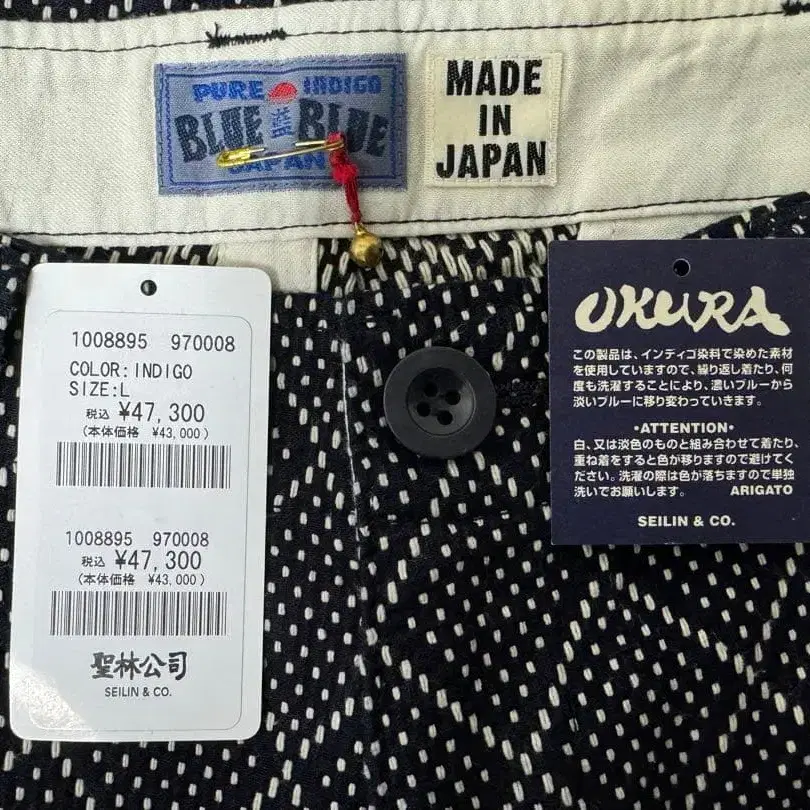 PURE INDIGO
BLUE BLUE
JAPAN
MADE
IN
JAPAN
1008895 970008
COLOR:INDIGO
SIZE:L
税込 ¥47,300
(本体価格 ¥43,000)
1008895 970008
税込 ¥47,300
(本体価格 ¥43,000)
聖林公司
SEILIN & CO.
OKURA
この製品は、インディゴ染料で染めた素材
を使用していますので、繰り返し着たり、何
度も洗濯することにより、濃いブルーから
淡いブルーに移り変わっていきます。
・ATTENTION・
白、又は淡色のものと組み合わせて着たり、
重ね着をすると色が移りますので避けてく
ださい。洗濯の際は色が落ちますので単独
洗いでお願いします。 ARIGATO
SEILIN & CO.